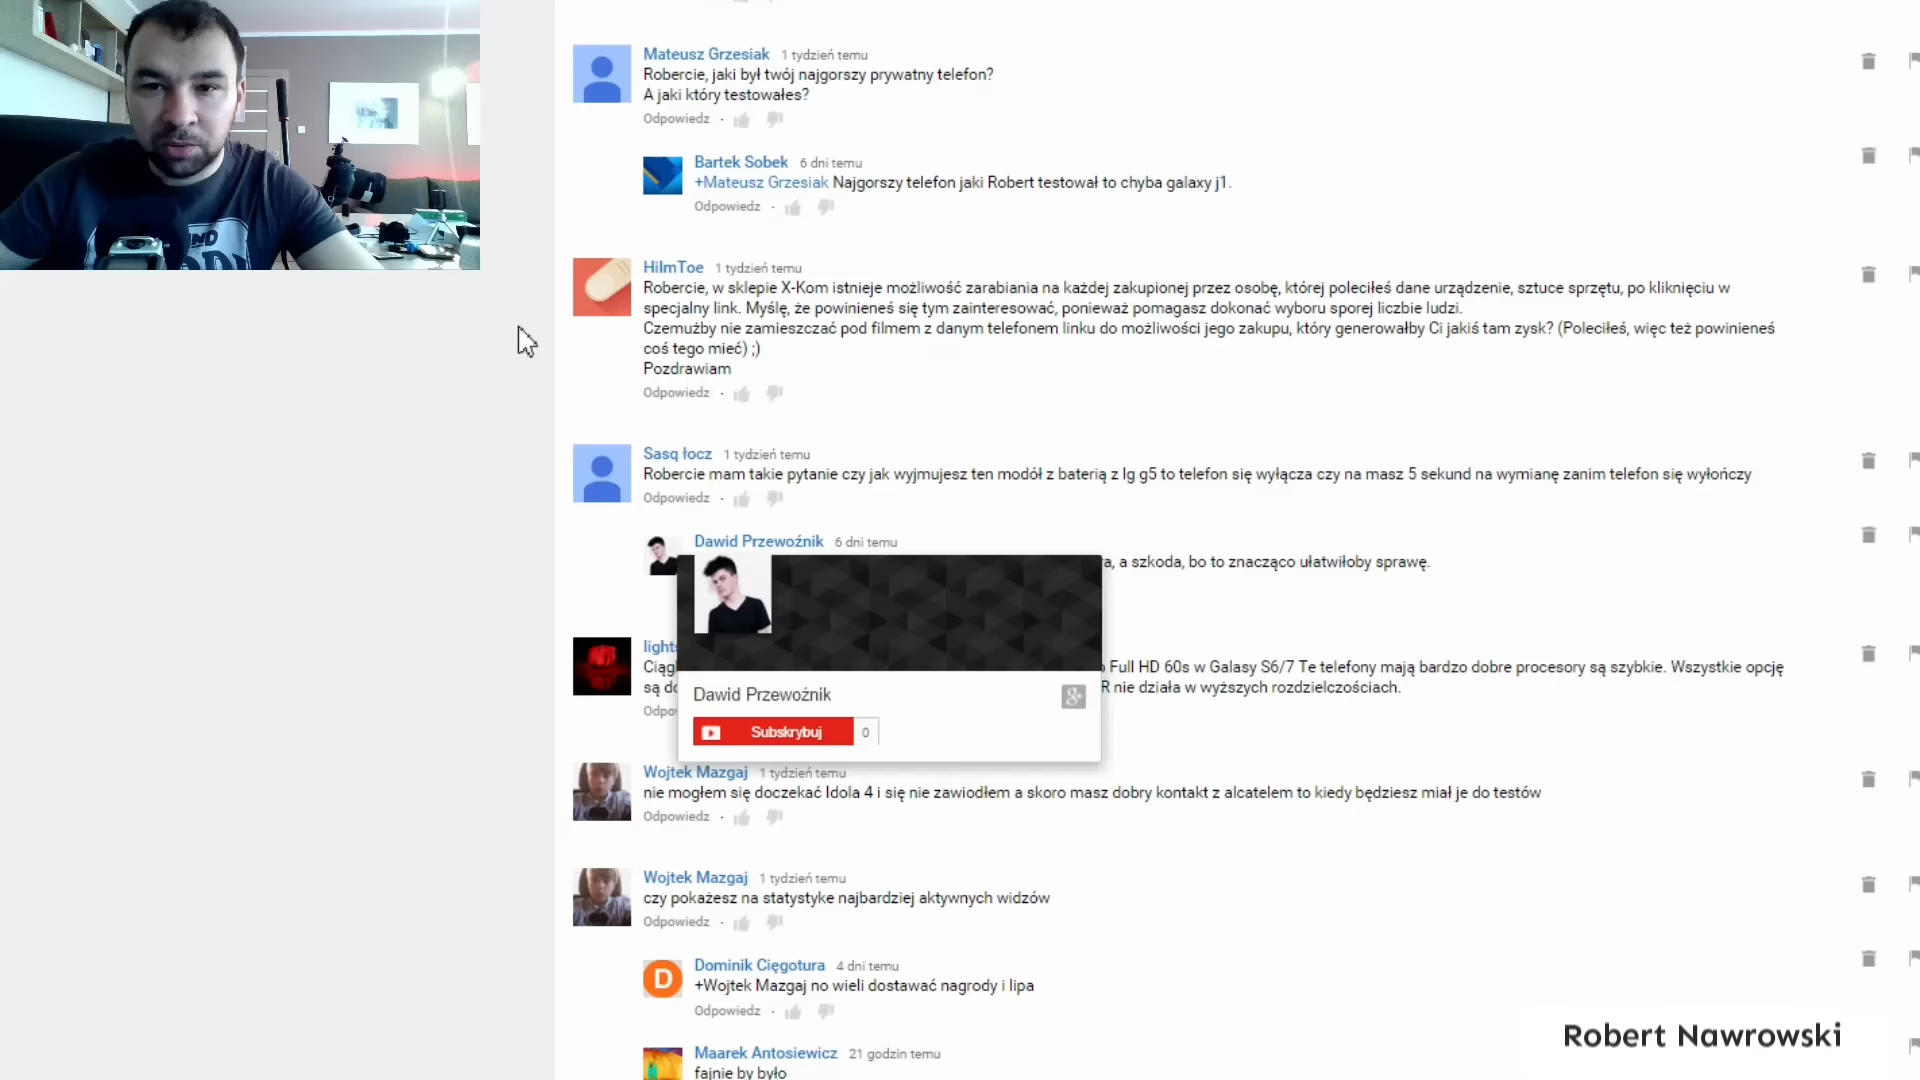 Mateusz Grzesiak 1 tydzień temu
Robercie, jaki był twój najgorszy prywatny telefon?
A jaki który testowałes?
Odpowiedz
Bartek Sobek 6 dni temu
+Mateusz Grzesiak Najgorszy telefon jaki Robert testował to chyba galaxy j1.
Odpowiedz
HilmToe 1 tydzień temu
Robercie, w sklepie X-Kom istnieje możliwość zarabiania na każdej zakupionej przez osobę, której poleciłeś dane urządzenie, sztuce sprzętu, po kliknięciu w
specjalny link. Myślę, że powinieneś się tym zainteresować, ponieważ pomagasz dokonać wyboru sporej liczbie ludzi.
Czemużby nie zamieszczać pod filmem z danym telefonem linku do możliwości jego zakupu, który generowałby Ci jakiś tam zysk? (Poleciłeś, więc też powinieneś
coś tego mieć) ;)
Pozdrawiam
Odpowiedz
Sasq łocz 1 tydzień temu
Robercie mam takie pytanie czy jak wyjmujesz ten modół z baterią z lg g5 to telefon się wyłącza czy na masz 5 sekund na wymianę zanim telefon się wyłończy
Odpowiedz
Dawid Przewoźnik 6 dni temu
a, a szkoda, bo to znacząco ułatwiłoby sprawę.
Full HD 60s w Galasy S6/7 Te telefony mają bardzo dobre procesory są szybkie. Wszystkie opcję
R nie działa w wyższych rozdzielczościach.
Dawid Przewoźnik
Subskrybuj 0
Wojtek Mazgaj 1 tydzień temu
nie mogłem się doczekać Idola 4 i się nie zawiodłem a skoro masz dobry kontakt z alcatelem to kiedy będziesz miał je do testów
Odpowiedz
Wojtek Mazgaj 1 tydzień temu
czy pokażesz na statystyke najbardziej aktywnych widzów
Odpowiedz
Dominik Cięgotura 4 dni temu
+Wojtek Mazgaj no wieli dostawać nagrody i lipa
Odpowiedz
Maarek Antosiewicz 21 godzin temu
fajnie by było
Robert Nawrowski